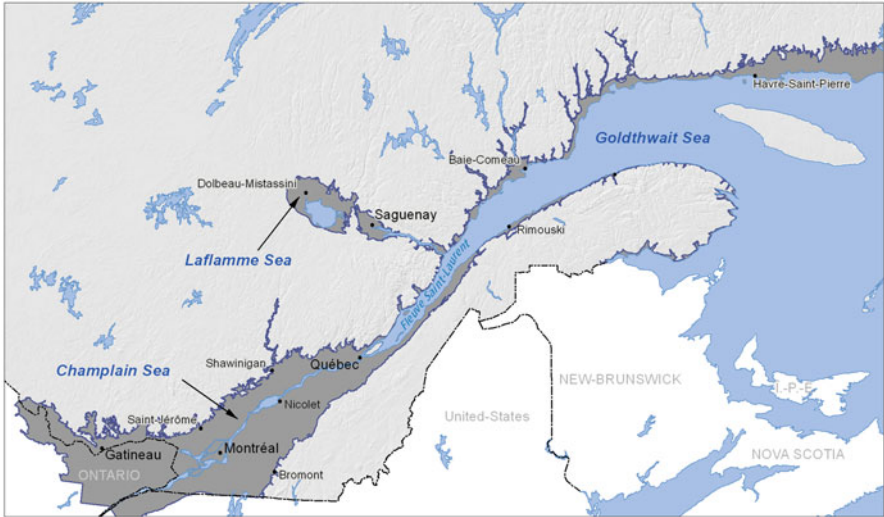 Havre-Saint-Pierre
Goldthwait Sea
Baie-Comeau
Dolbeau-Mistassini
Saguenay
Rimouski
Laflamme Sea
Fleuve Saint-Laurent
Québec
Shawinigan
Champlain Sea
NEW-BRUNSWICK
I.-P.-E
Nicolet
United-States
Saint-Jérôme
Montréal
Gatineau
NOVA SCOTIA
ONTARIO
Bromont